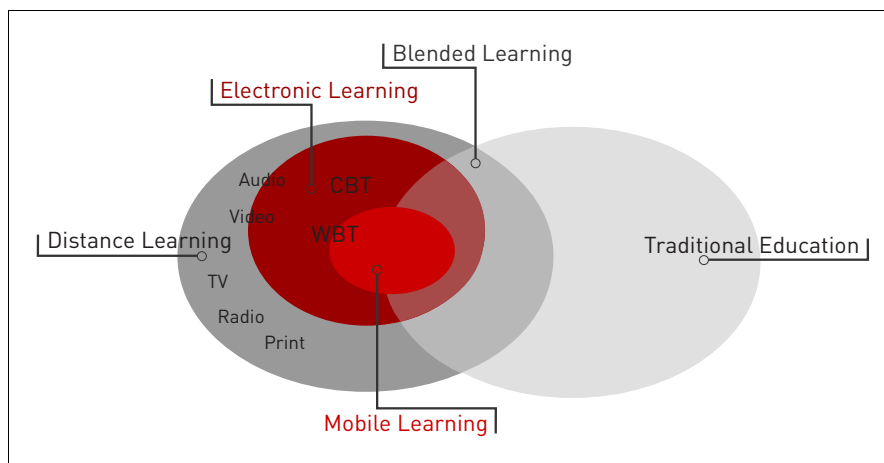 Blended Learning
Electronic Learning
Audio
CBT
Video
WBT
Distance Learning
Traditional Education
TV
Radio
Print
Mobile Learning